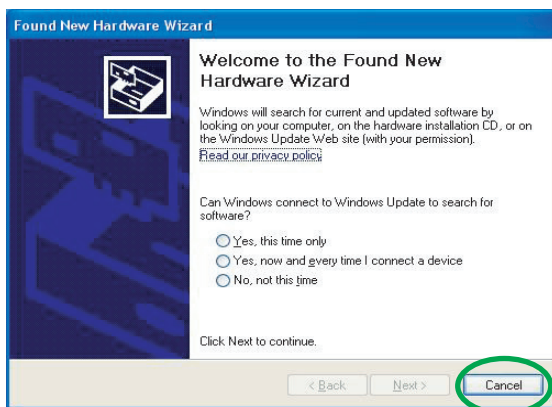 Found New Hardware Wizard
Welcome to the Found New
Hardware Wizard
Windows will search for current and updated software by
looking on your computer, on the hardware installation CD, or on
the Windows Update Web site (with your permission).
Read our privacy policy
Can Windows connect to Windows Update to search for
software?
Yes, this time only
Yes, now and every time I connect a device
No, not this time
Click Next to continue.
< Back Next > Cancel